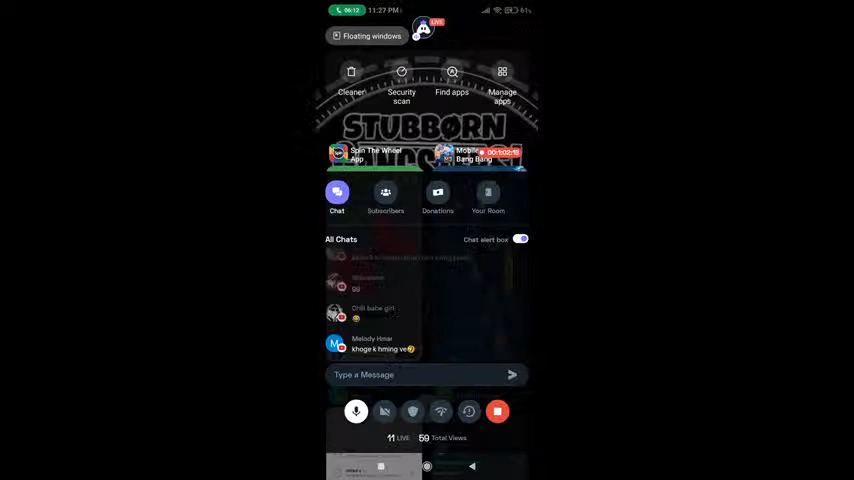 06:12 11:27 PM 61%
Floating windows
LIVE
Cleaner Security scan Find apps Manage apps
STUBBØRN
Spin The Wheel App
Mobile
Bang Bang
00:1:02:18
Chat Subscribers Donations Your Room
All Chats Chat alert box
gg
Chill babe girl
😂
M Melody Hmar
khoge k hming ve🤣
Type a Message
11 LIVE 59 Total Views